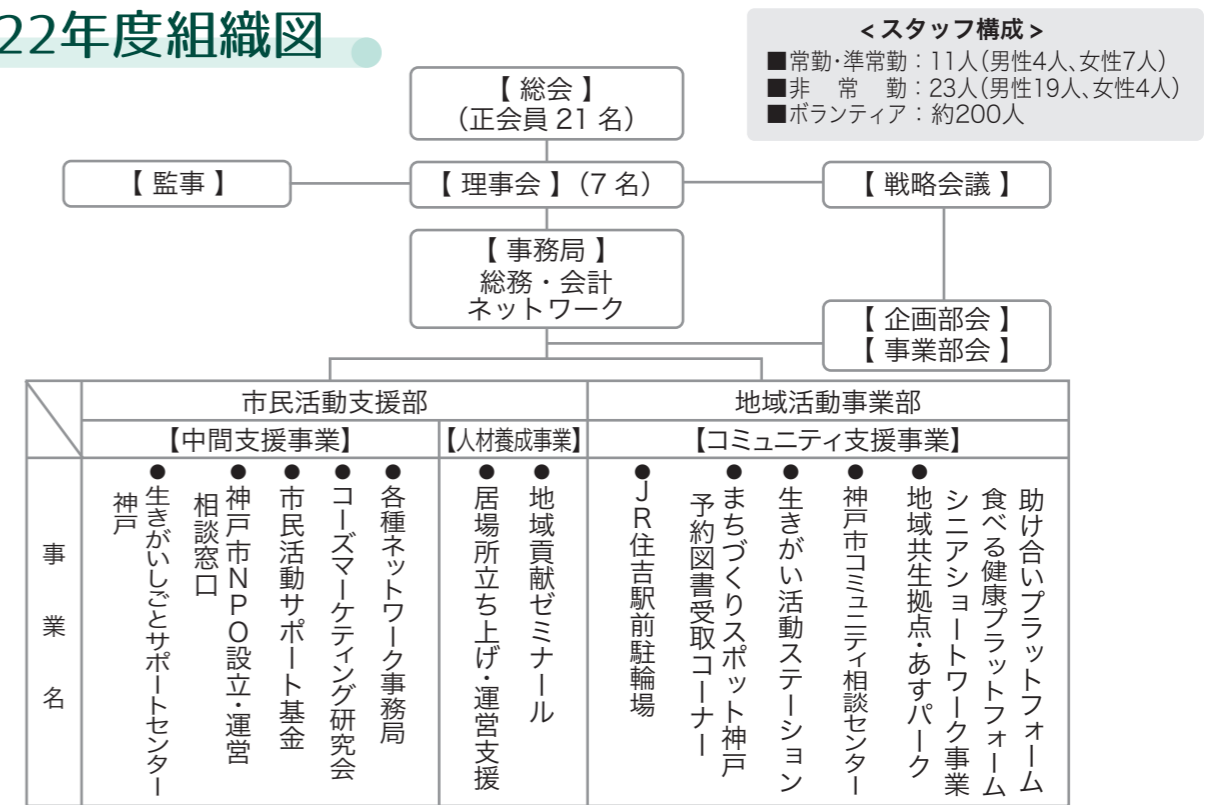 22年度組織図
<スタッフ構成>
■常勤・準常勤：11人（男性4人、女性7人）
■非　常　勤：23人（男性19人、女性4人）
■ボランティア：約200人
【 総会 】
（正会員 21 名）
【 監事 】
【 理事会 】（7 名）
【 戦略会議 】
【 事務局 】
総務・会計
ネットワーク
【 企画部会 】
【 事業部会 】
市民活動支援部
地域活動事業部
【中間支援事業】
【人材養成事業】
【コミュニティ支援事業】
事業名
●各種ネットワーク事務局
●コーズマーケティング研究会
●市民活動サポート基金
●神戸市NPO設立・運営
相談窓口
●生きがいしごとサポートセンター
神戸
●地域貢献ゼミナール
●居場所立ち上げ・運営支援
助け合いプラットフォーム
食べる健康プラットフォーム
シニアショートワーク事業
●地域共生拠点・あすパーク
●神戸市コミュニティ相談センター
●生きがい活動ステーション
●まちづくりスポット神戸
予約図書受取コーナー
●JR住吉駅前駐輪場